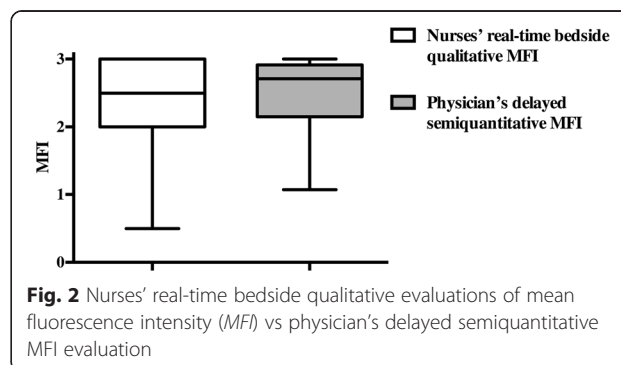 Nurses' real-time bedside
qualitative MFI
Physician's delayed
semiquantitative MFI
MFI
3
2
1
0
Fig. 2 Nurses' real-time bedside qualitative evaluations of mean
fluorescence intensity (MFI) vs physician's delayed semiquantitative
MFI evaluation